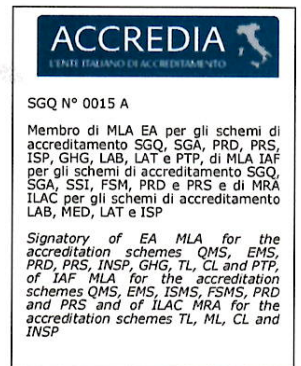 ACCREDIA
L'ENTE ITALIANO DI ACCREDITAMENTO
SGQ N° 0015 A
Membro di MLA EA per gli schemi di
accreditamento SGQ, SGA, PRD, PRS,
ISP, GHG, LAB, LAT e PTP, di MLA IAF
per gli schemi di accreditamento SGQ,
SGA, SSI, FSM, PRD e PRS e di MRA
ILAC per gli schemi di accreditamento
LAB, MED, LAT e ISP
Signatory of EA MLA for the
accreditation schemes QMS, EMS,
PRD, PRS, INSP, GHG, TL, CL and PTP,
of IAF MLA for the accreditation
schemes QMS, EMS, ISMS, FSMS, PRD
and PRS and of ILAC MRA for the
accreditation schemes TL, ML, CL and
INSP